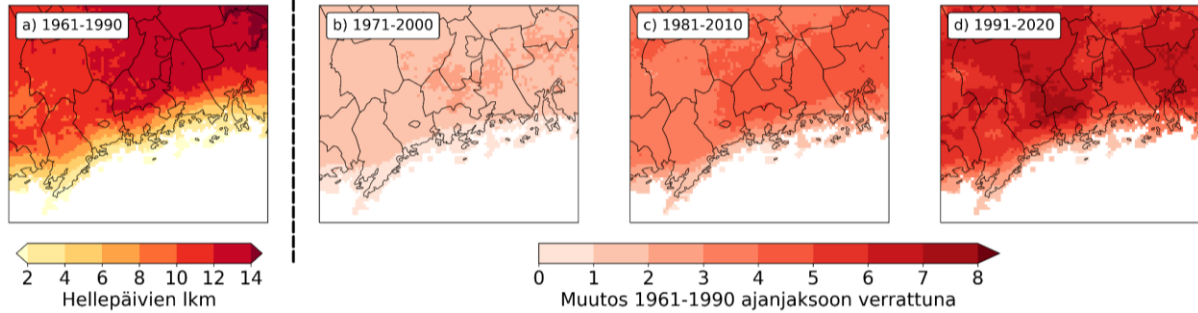 a) 1961-1990
b) 1971-2000
c) 1981-2010
d) 1991-2020
2 4 6 8 10 12 14
Hellepäivien lkm
0 1 2 3 4 5 6 7 8
Muutos 1961-1990 ajanjaksoon verrattuna